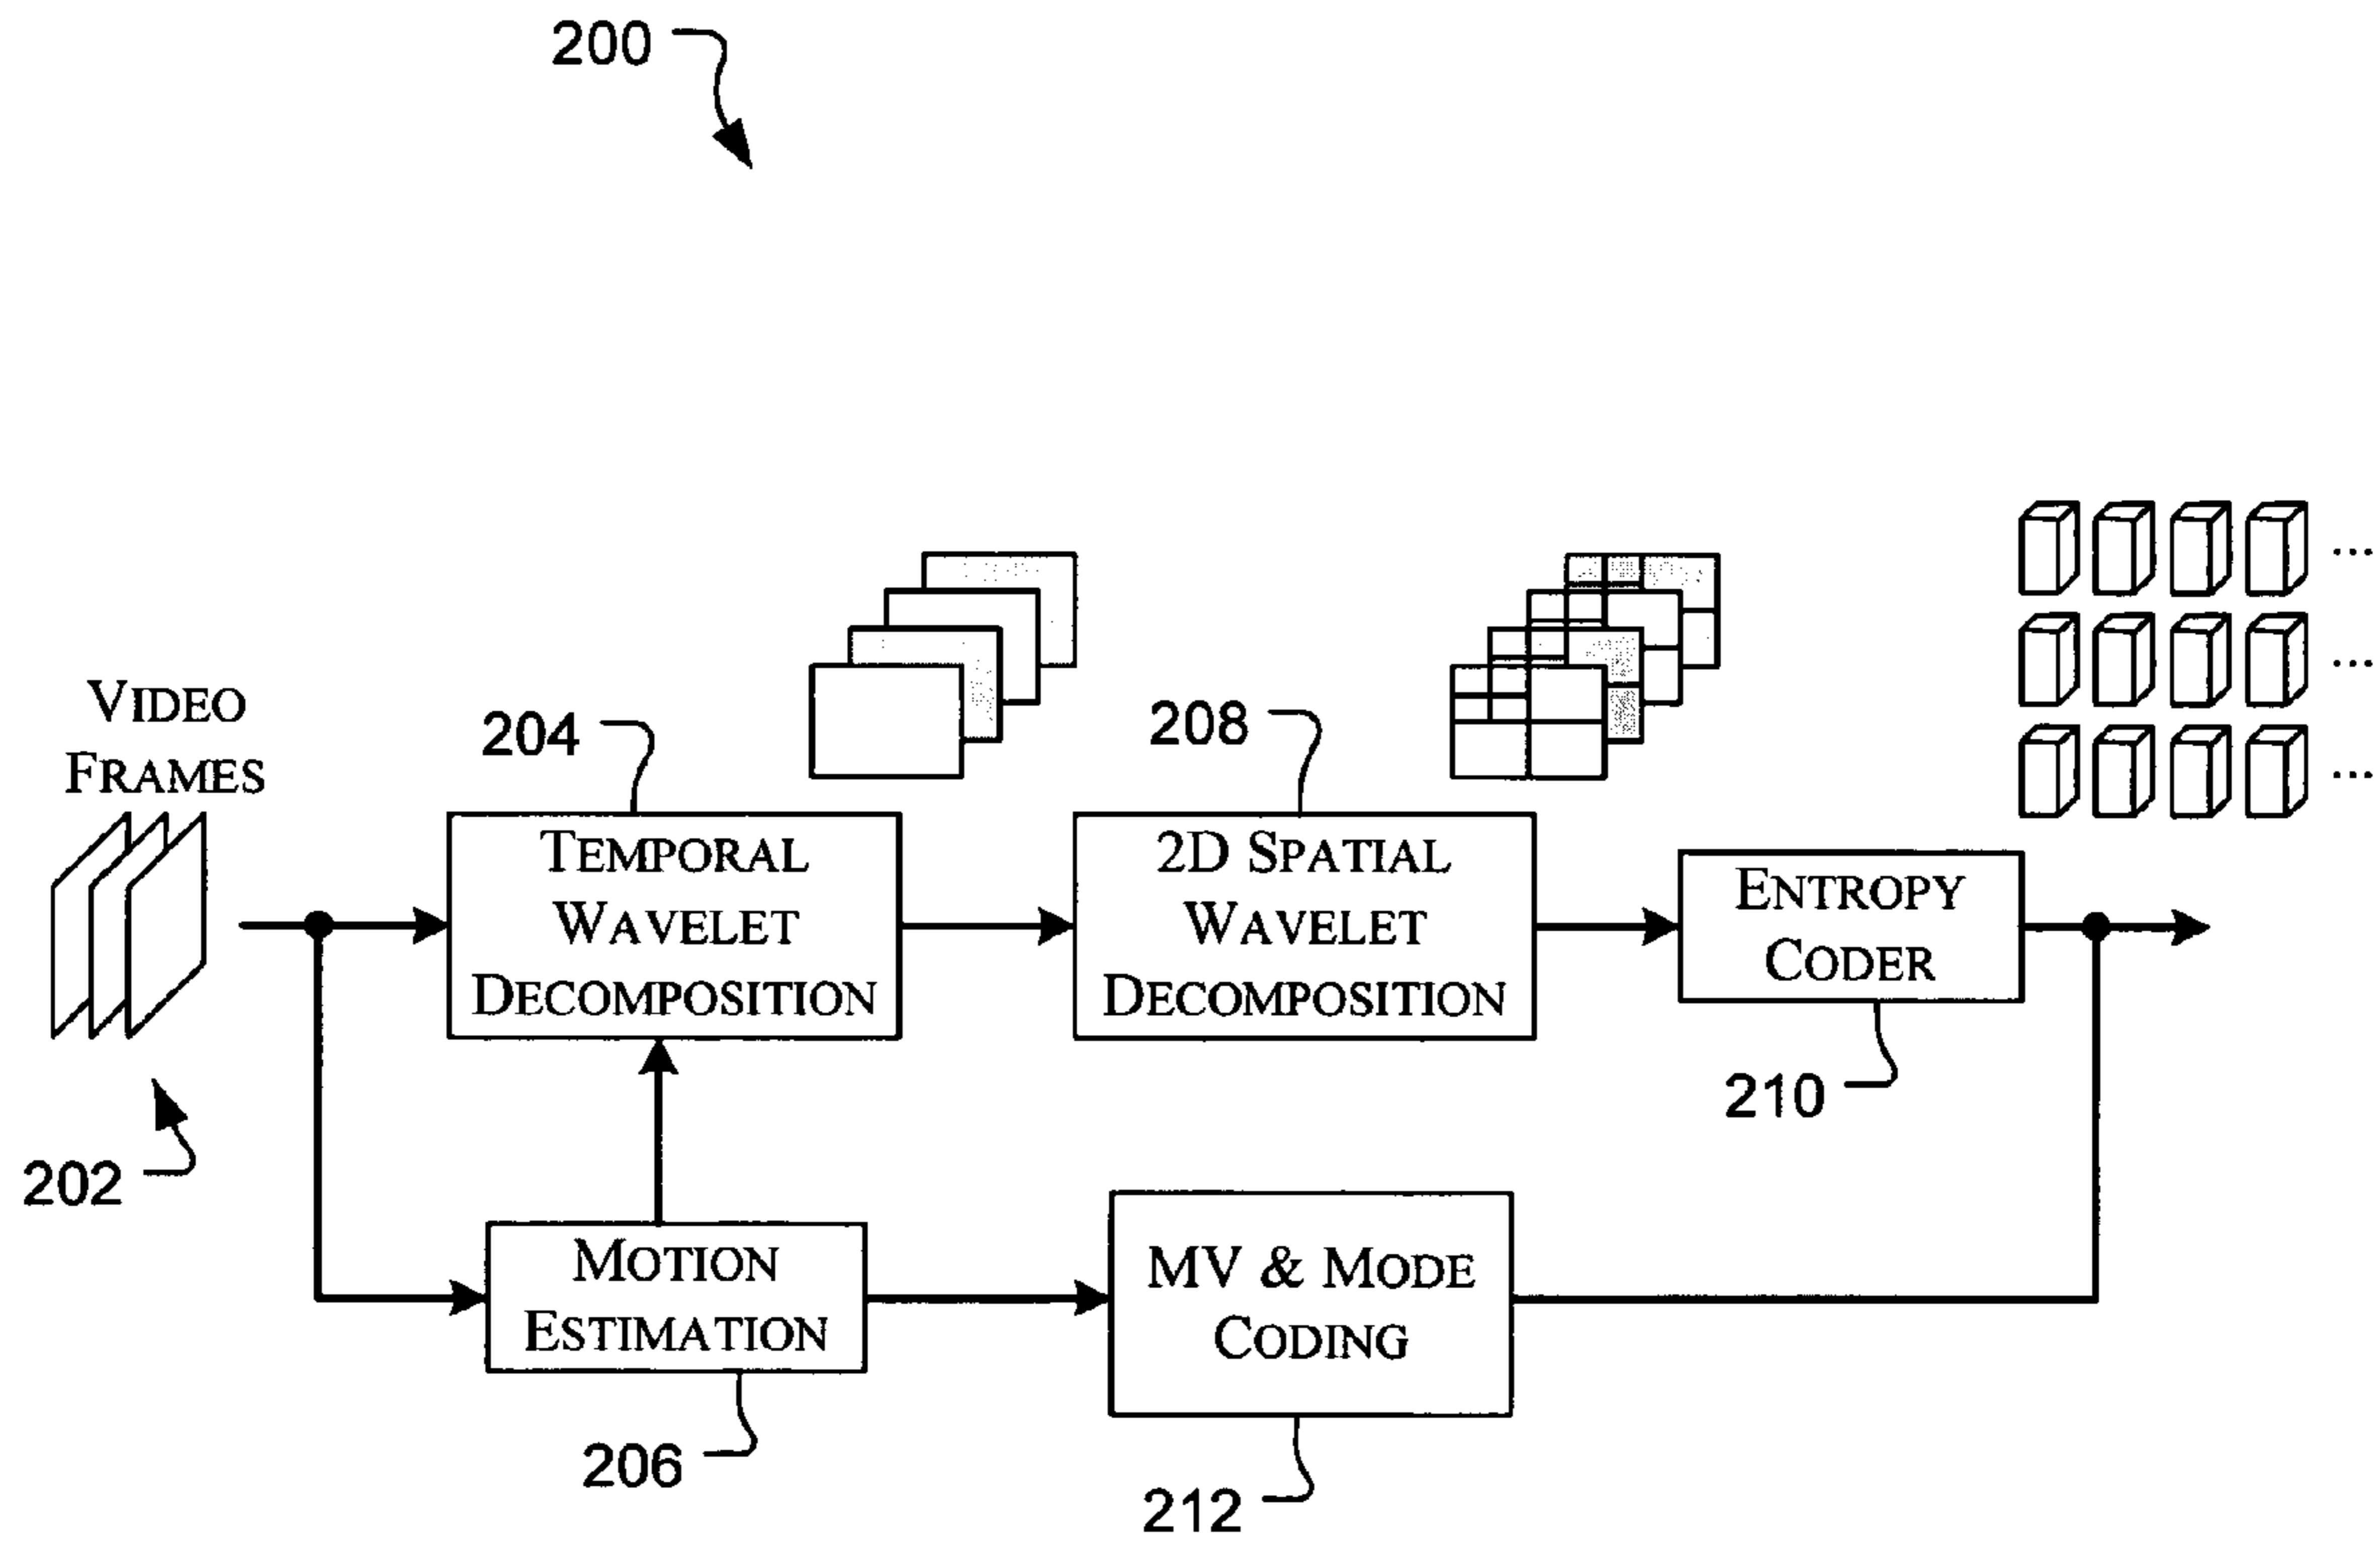 200
VIDEO
FRAMES
204
208
TEMPORAL
WAVELET
DECOMPOSITION
2D SPATIAL
WAVELET
DECOMPOSITION
ENTROPY
CODER
...
...
...
202
210
MOTION
ESTIMATION
MV & MODE
CODING
206
212